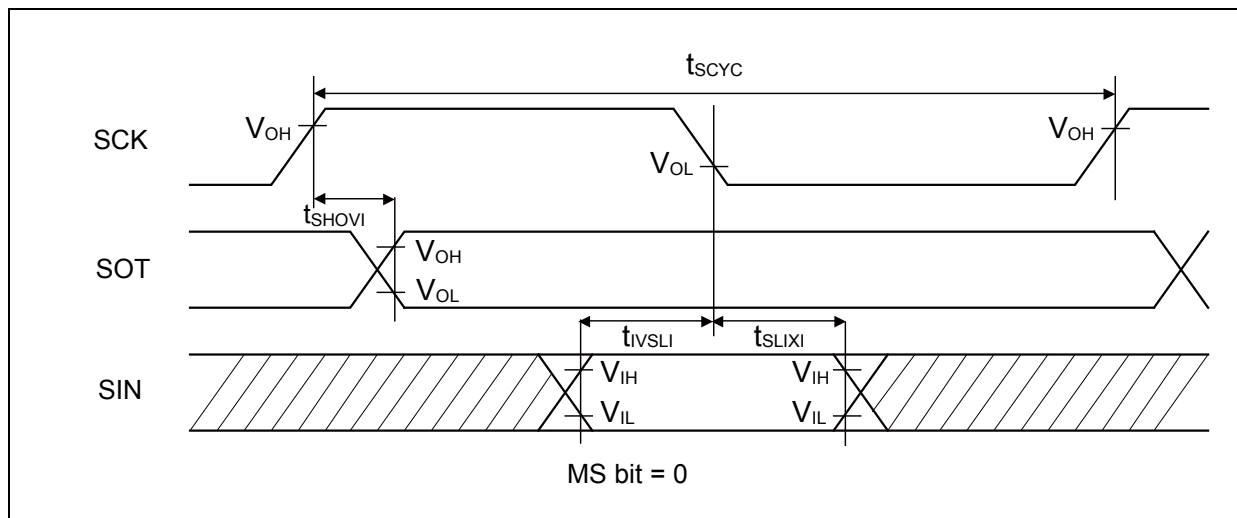 tSCYC
SCK
VOH
VOL
VOH
tSHOVI
SOT
VOH
VOL
tIVSLI
tSLIXI
SIN
VIH
VIL
VIH
VIL
MS bit = 0